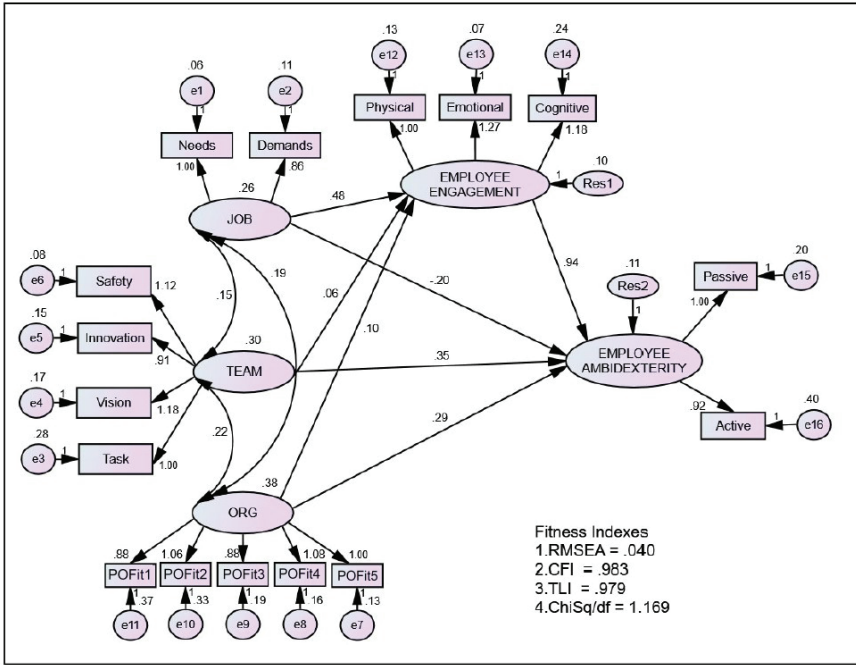 .13
e12
1
Physical
1.00
.07
e13
1
Emotional
1.27
.24
e14
1
Cognitive
1.18
.06
e1
1
Needs
1.00
.11
e2
1
Demands
.86
.26
JOB
.48
EMPLOYEE
ENGAGEMENT
1
.10
Res1
.08
e6
1
Safety
1.12
.15
e5
1
Innovation
.91
.17
e4
1
Vision
1.18
.28
e3
1
Task
1.00
.15
.19
.22
.30
TEAM
.06
.10
-.20
.35
.29
.94
.11
Res2
1
EMPLOYEE
AMBIDEXTERITY
Passive
1.00
1
.20
e15
.92
Active
1
.40
e16
.38
ORG
.88
1.06
.88
1.08
1.00
POFit1
POFit2
POFit3
POFit4
POFit5
1
.37
1
.33
1
.19
1
.16
1
.13
e11
e10
e9
e8
e7
Fitness Indexes
1.RMSEA = .040
2.CFI = .983
3.TLI = .979
4.ChiSq/df = 1.169